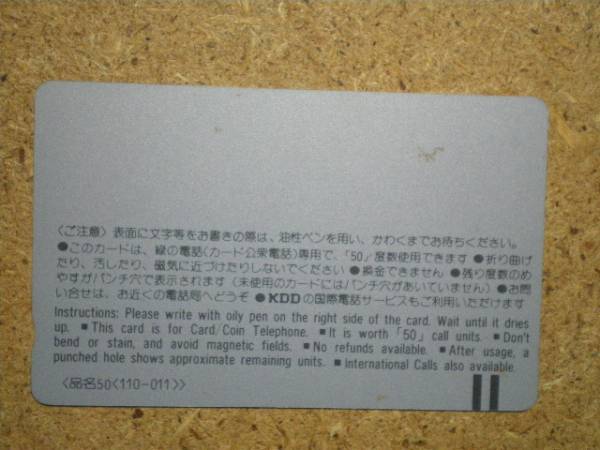 〈ご注意〉表面に文字等をお書きの際は、油性ペンを用い、かわくまでお待ちください。
●このカードは、緑の電話(カード公衆電話)専用で、「50」度数使用できます ●折り曲げ
たり、汚したり、磁気に近づけたりしないでください ●換金できません ●残り度数のめ
やすがパンチ穴で表示されます (未使用のカードにはパンチ穴があいていません) ●お問
い合せは、お近くの電話局へどうぞ ●KDDの国際電話サービスもご利用いただけます
Instructions: Please write with oily pen on the right side of the card. Wait until it dries
up. ■ This card is for Card/Coin Telephone. ■ It is worth「50」call units. ■ Don't
bend or stain, and avoid magnetic fields. ■ No refunds available. ■ After usage, a
punched hole shows approximate remaining units. ■ International Calls also available.
〈品名50〈110-011〉〉